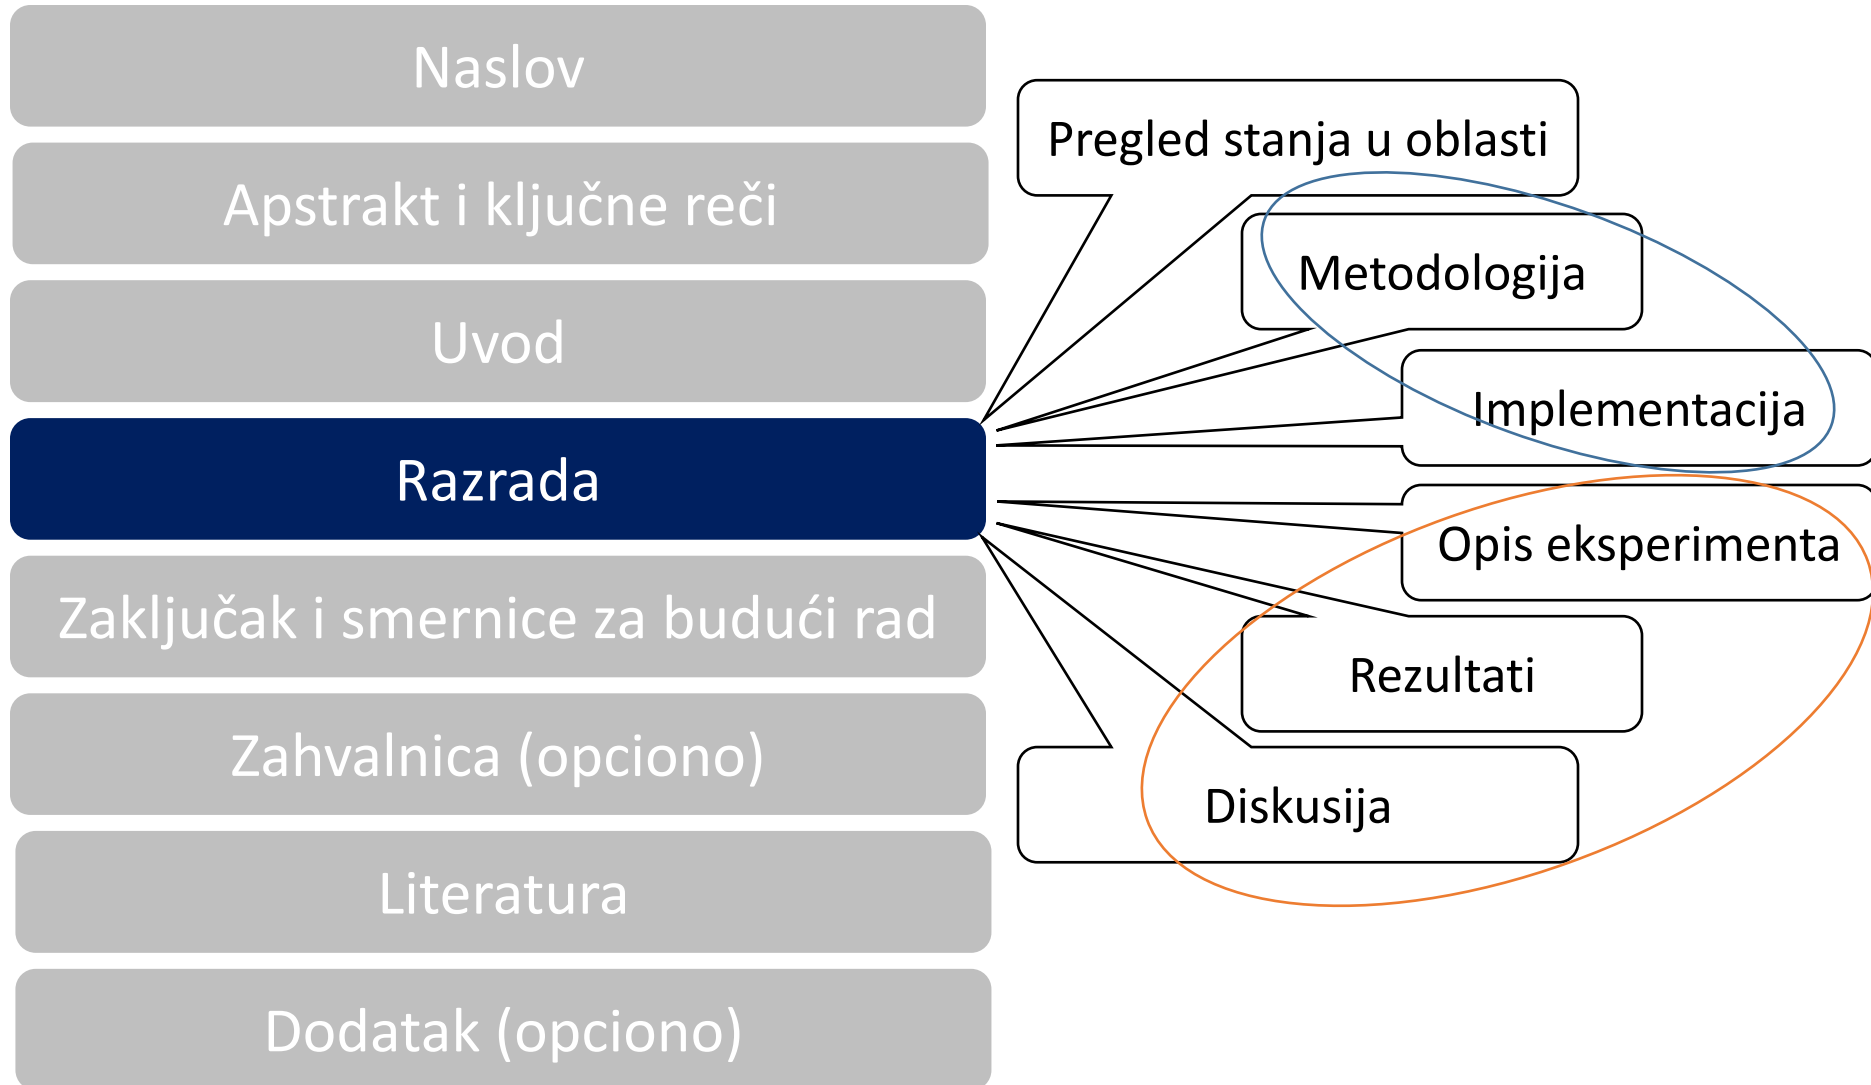 Naslov
Apstrakt i ključne reči
Uvod
Razrada
Zaključak i smernice za budući rad
Zahvalnica (opciono)
Literatura
Dodatak (opciono)
Pregled stanja u oblasti
Metodologija
Implementacija
Opis eksperimenta
Rezultati
Diskusija